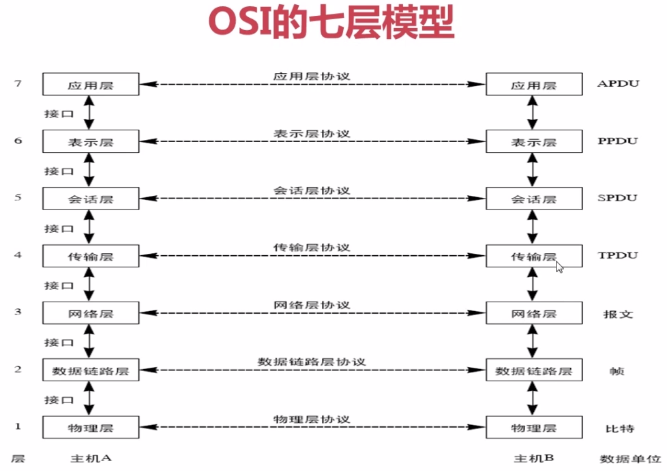 OSI的七层模型
7 应用层 应用层协议 应用层 APDU
接口
6 表示层 表示层协议 表示层 PPDU
接口
5 会话层 会话层协议 会话层 SPDU
接口
4 传输层 传输层协议 传输层 TPDU
接口
3 网络层 网络层协议 网络层 报文
接口
2 数据链路层 数据链路层协议 数据链路层 帧
接口
1 物理层 物理层协议 物理层 比特
层 主机A 主机B 数据单位